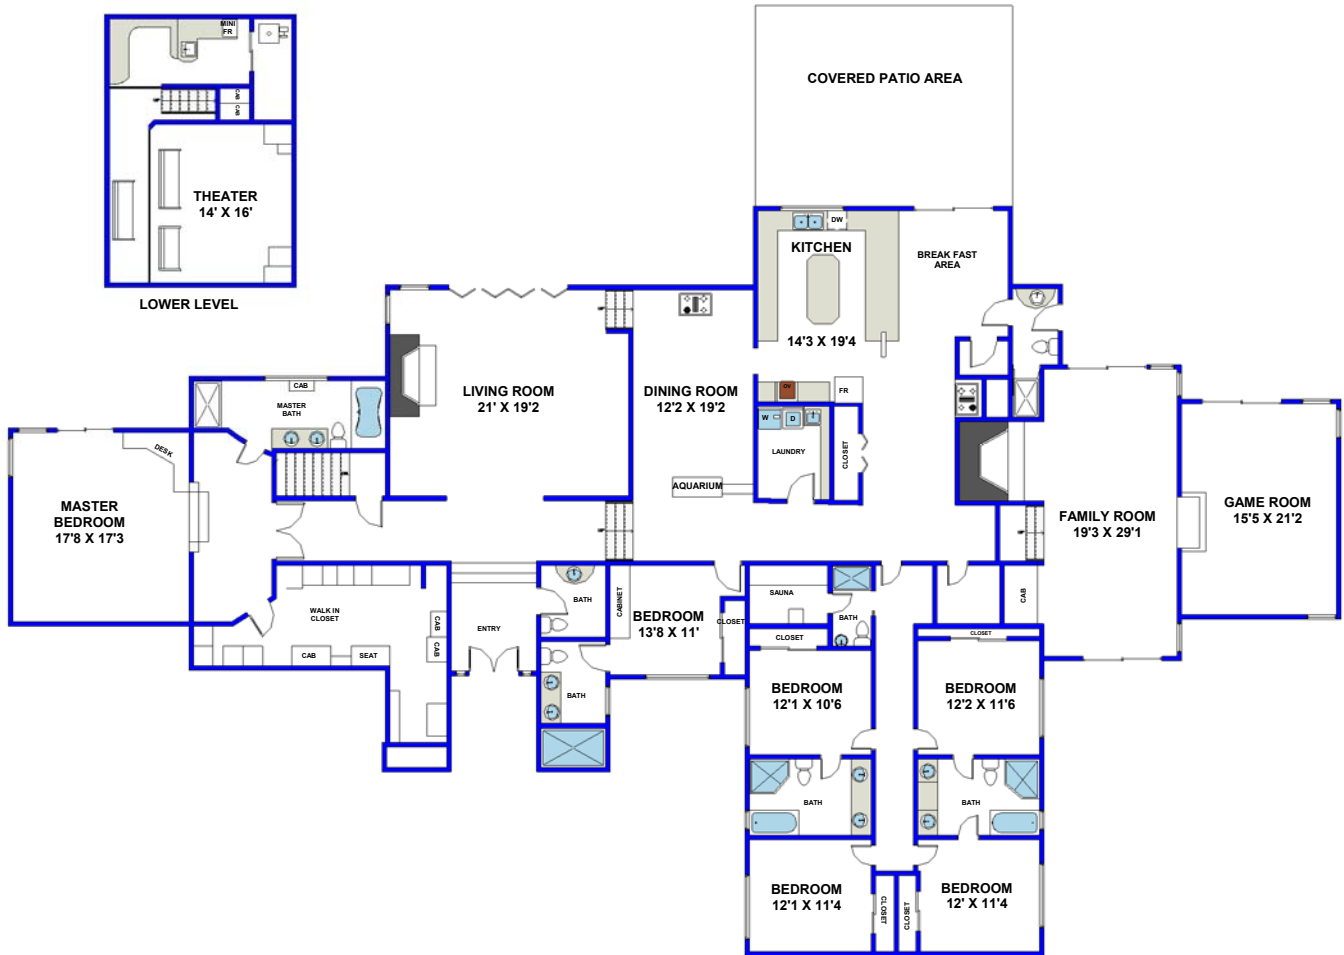 MINI
FR
CAB
CAB
THEATER
14' X 16'
LOWER LEVEL
COVERED PATIO AREA
DW
KITCHEN
BREAK FAST
AREA
14'3 X 19'4
OV
FR
W
D
LAUNDRY
CLOSET
CAB
MASTER
BATH
LIVING ROOM
21' X 19'2
DINING ROOM
12'2 X 19'2
AQUARIUM
DESK
MASTER
BEDROOM
17'8 X 17'3
FAMILY ROOM
19'3 X 29'1
GAME ROOM
15'5 X 21'2
WALK IN
CLOSET
CAB
SEAT
CAB
CAB
ENTRY
BATH
BATH
CABINET
BEDROOM
13'8 X 11'
CLOSET
SAUNA
CLOSET
BATH
CAB
CLOSET
BEDROOM
12'1 X 10'6
BEDROOM
12'2 X 11'6
BATH
BATH
BEDROOM
12'1 X 11'4
BEDROOM
12' X 11'4
CLOSET
CLOSET